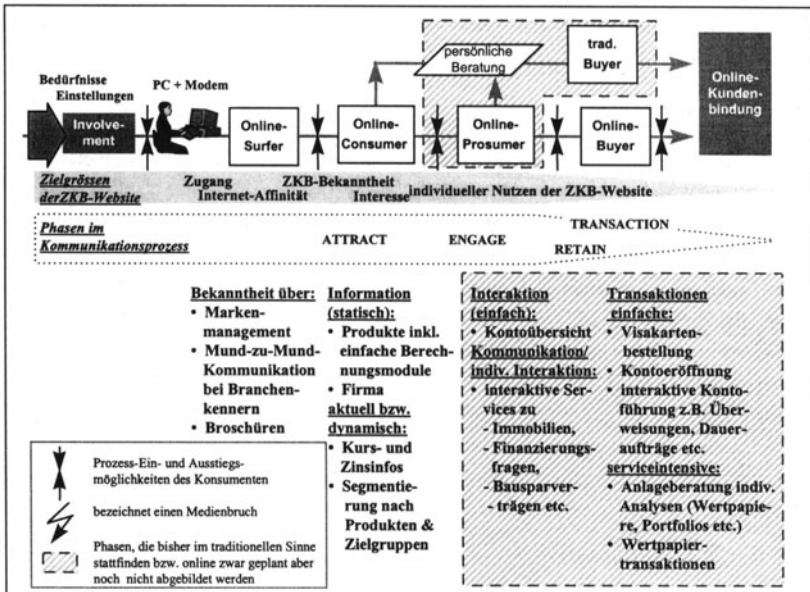 Bedürfnisse
Einstellungen
PC + Modem
Involve-
ment
Online-
Surfer
Online-
Consumer
persönliche
Beratung
Online-
Prosumer
trad.
Buyer
Online-
Buyer
Online-
Kunden-
bindung
Zielgrössen
derZKB-Website
Zugang
Internet-Affinität
ZKB-Bekanntheit
Interesse
individueller Nutzen der ZKB-Website
Phasen im
Kommunikationsprozess
ATTRACT
ENGAGE
TRANSACTION
RETAIN
Bekanntheit über:
• Marken-
management
• Mund-zu-Mund-
Kommunikation
bei Branchen-
kennern
• Broschüren
Information
(statisch):
• Produkte inkl.
einfache Berech-
nungsmodule
• Firma
aktuell bzw.
dynamisch:
• Kurs- und
Zinsinfos
• Segmentie-
rung nach
Produkten &
Zielgruppen
Interaktion
(einfach):
• Kontoübersicht
Kommunikation/
indiv. Interaktion:
• interaktive Ser-
vices zu
- Immobilien,
- Finanzierungs-
fragen,
- Bausparver-
- trägen etc.
Transaktionen
einfache:
• Visakarten-
bestellung
• Kontoeröffnung
• interaktive Konto-
führung z.B. Über-
weisungen, Dauer-
aufträge etc.
serviceintensive:
• Anlageberatung indiv.
Analysen (Wertpapie-
re, Portfolios etc.)
• Wertpapier-
transaktionen
Prozess-Ein- und Ausstiegs-
möglichkeiten des Konsumenten
bezeichnet einen Medienbruch
Phasen, die bisher im traditionellen Sinne
stattfinden bzw. online zwar geplant aber
noch nicht abgebildet werden